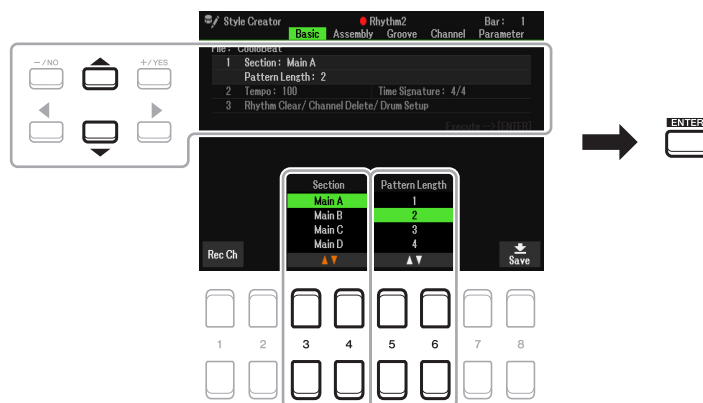 Style Creator Rhythm2 Bar: 1
Basic Assembly Groove Channel Parameter
File: CoolBeat
1 Section: Main A
Pattern Length: 2
2 Tempo: 100 Time Signature: 4/4
3 Rhythm Clear/ Channel Delete/ Drum Setup
Execute → [ENTER]
－/NO ＋/YES
ENTER
Section Pattern Length
Main A 1
Main B 2
Main C 3
Main D 4
Rec Ch Save
1 2 3 4 5 6 7 8